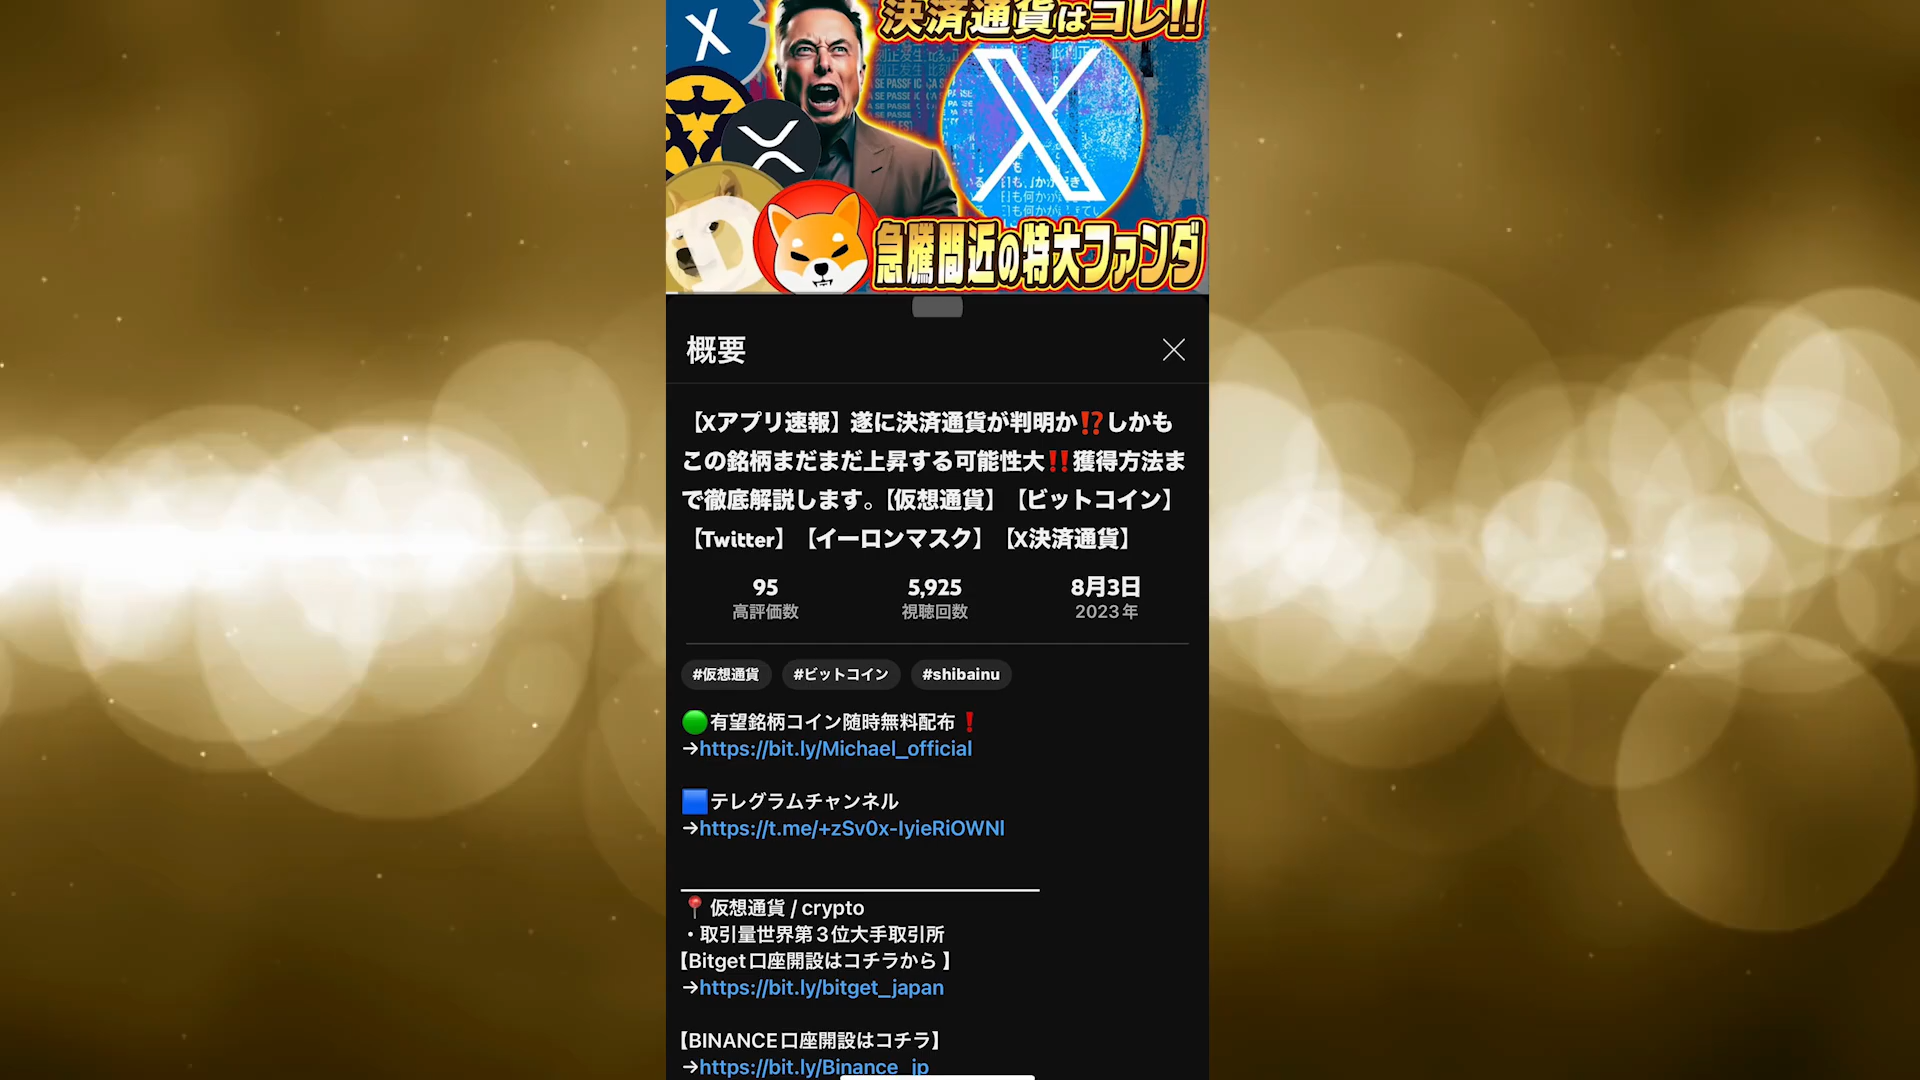 決済通貨はコレ!!
急騰間近の特大ファンダ
概要
【Xアプリ速報】遂に決済通貨が判明か⁉️しかも
この銘柄まだまだ上昇する可能性大‼️獲得方法ま
で徹底解説します。【仮想通貨】【ビットコイン】
【Twitter】【イーロンマスク】【X決済通貨】
95 5,925 8月3日
高評価数 視聴回数 2023年
#仮想通貨 #ビットコイン #shibainu
🟢有望銘柄コイン随時無料配布❗
→https://bit.ly/Michael_official
🟦テレグラムチャンネル
→https://t.me/+zSv0x-IyieRiOWNl
📍仮想通貨 / crypto
・取引量世界第３位大手取引所
【Bitget口座開設はコチラから 】
→https://bit.ly/bitget_japan
【BINANCE口座開設はコチラ】
→https://bit.ly/Binance_jp